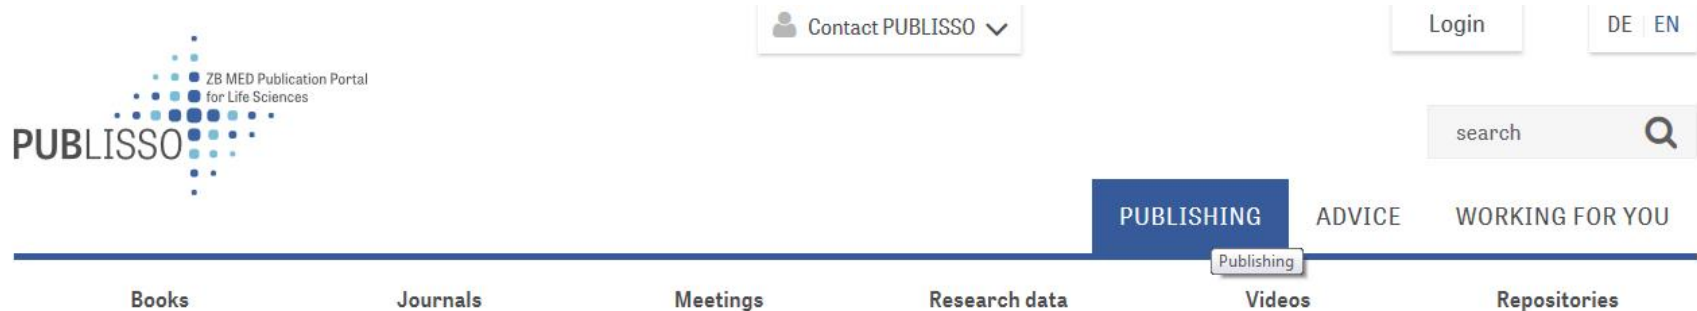 Contact PUBLISSO
Login
DE | EN
ZB MED Publication Portal
for Life Sciences
PUBLISSO
search
PUBLISHING ADVICE WORKING FOR YOU
Publishing
Books Journals Meetings Research data Videos Repositories